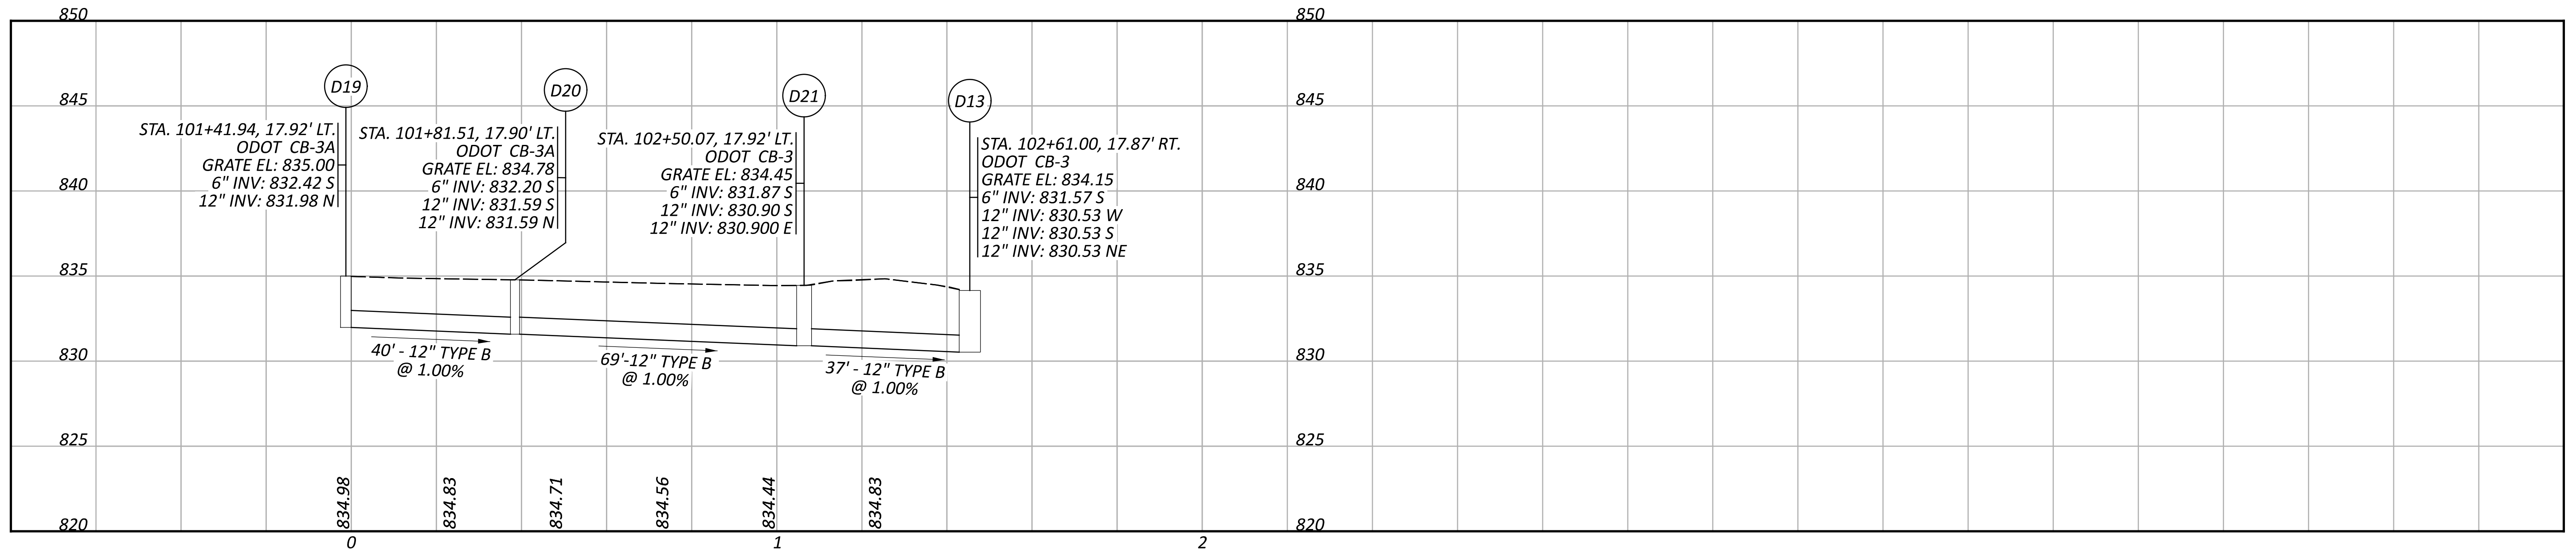 850
850
D19
D20
D21
D13
845
845
STA. 101+41.94, 17.92' LT.
ODOT CB-3A
GRATE EL: 835.00
6" INV: 832.42 S
12" INV: 831.98 N
STA. 101+81.51, 17.90' LT.
ODOT CB-3A
GRATE EL: 834.78
6" INV: 832.20 S
12" INV: 831.59 S
12" INV: 831.59 N
STA. 102+50.07, 17.92' LT.
ODOT CB-3
GRATE EL: 834.45
6" INV: 831.87 S
12" INV: 830.90 S
12" INV: 830.900 E
STA. 102+61.00, 17.87' RT.
ODOT CB-3
GRATE EL: 834.15
6" INV: 831.57 S
12" INV: 830.53 W
12" INV: 830.53 S
12" INV: 830.53 NE
840
840
835
835
830
830
40' - 12" TYPE B
@ 1.00%
69'-12" TYPE B
@ 1.00%
37' - 12" TYPE B
@ 1.00%
825
825
834.98
834.83
834.71
834.56
834.44
834.83
820
820
0
1
2